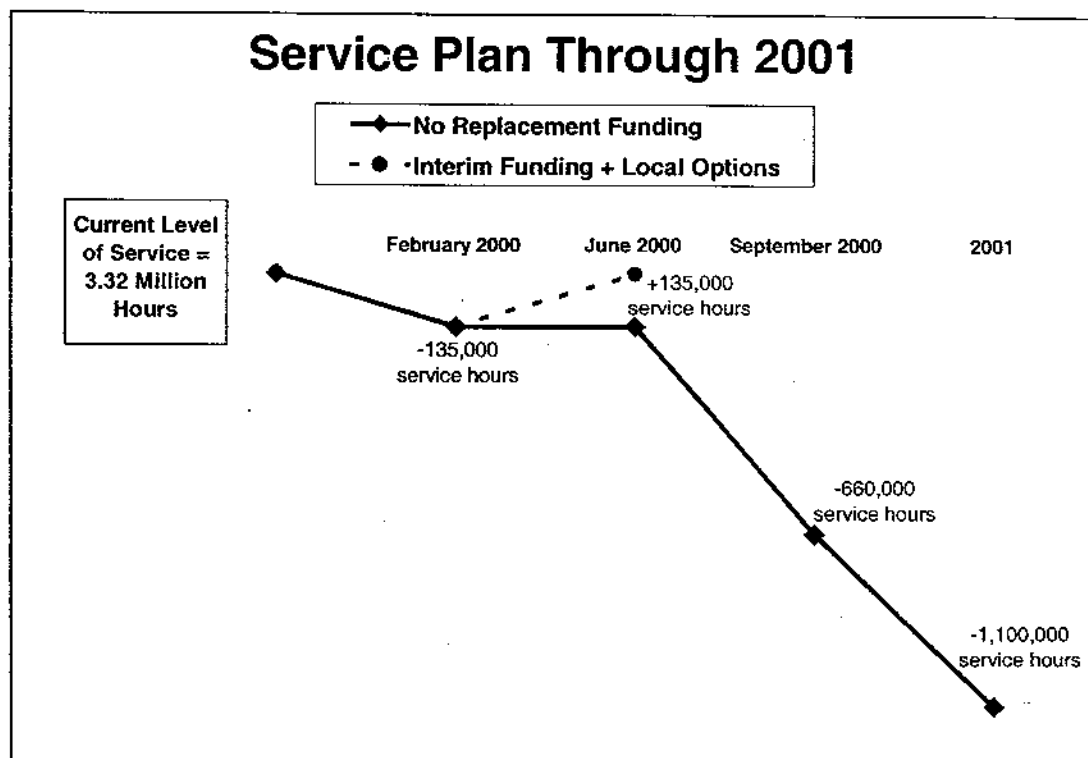 Service Plan Through 2001
No Replacement Funding
Interim Funding + Local Options
Current Level
of Service =
3.32 Million
Hours
February 2000
June 2000
September 2000
2001
+135,000
service hours
-135,000
service hours
-660,000
service hours
-1,100,000
service hours